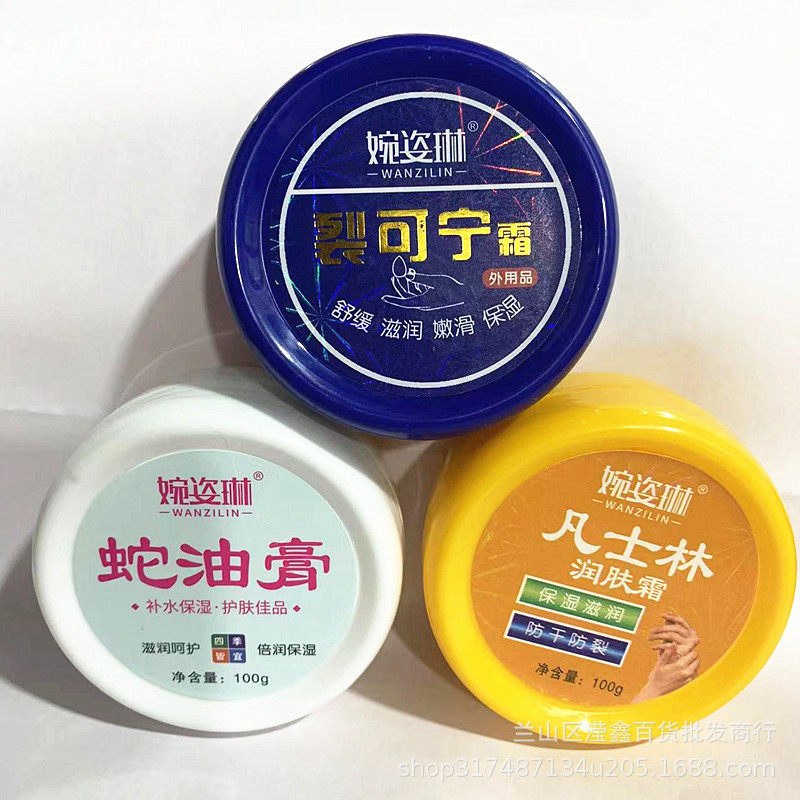 婉姿琳®
WANZILIN
裂可宁霜
外用品
舒缓 滋润 嫩滑 保湿
婉姿琳®
WANZILIN
蛇油膏
补水保湿·护肤佳品
滋润呵护 四季皆宜 倍润保湿
净含量：100g
婉姿琳®
WANZILIN
凡士林
润肤霜
保湿滋润
防干防裂
净含量：100g
兰山区滢鑫百货批发商行
shop317487134u205.1688.com